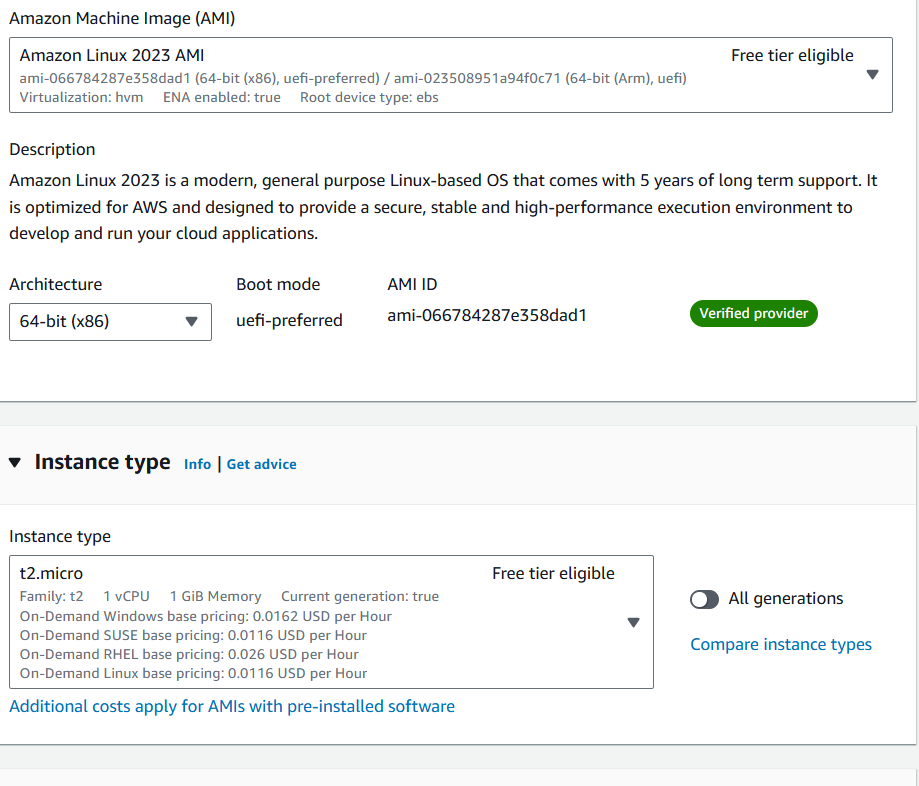 Amazon Machine Image (AMI)
Amazon Linux 2023 AMI Free tier eligible
ami-066784287e358dad1 (64-bit (x86), uefi-preferred) / ami-023508951a94f0c71 (64-bit (Arm), uefi)
Virtualization: hvm ENA enabled: true Root device type: ebs
Description
Amazon Linux 2023 is a modern, general purpose Linux-based OS that comes with 5 years of long term support. It
is optimized for AWS and designed to provide a secure, stable and high-performance execution environment to
develop and run your cloud applications.
Architecture Boot mode AMI ID
64-bit (x86) uefi-preferred ami-066784287e358dad1 Verified provider
Instance type Info | Get advice
Instance type
t2.micro Free tier eligible
Family: t2 1 vCPU 1 GiB Memory Current generation: true
On-Demand Windows base pricing: 0.0162 USD per Hour
On-Demand SUSE base pricing: 0.0116 USD per Hour
On-Demand RHEL base pricing: 0.026 USD per Hour
On-Demand Linux base pricing: 0.0116 USD per Hour
All generations
Compare instance types
Additional costs apply for AMIs with pre-installed software